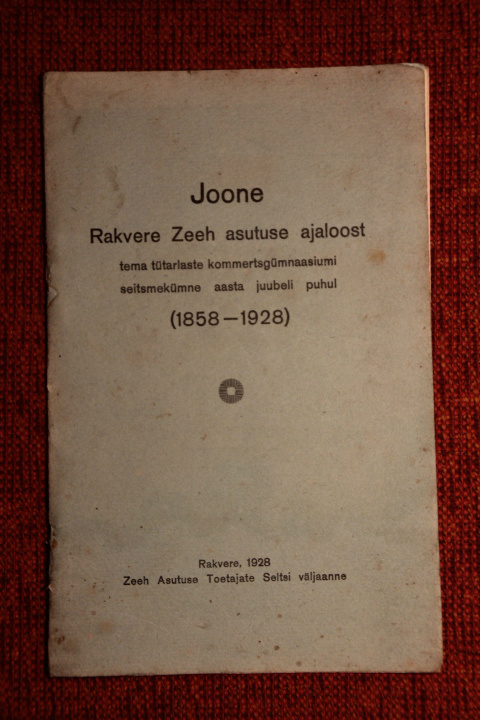 Joone
Rakvere Zeeh asutuse ajaloost
tema tütarlaste kommertsgümnaasiumi
seitsmekümne aasta juubeli puhul
(1858—1928)
Rakvere, 1928
Zeeh Asutuse Toetajate Seltsi väljaanne